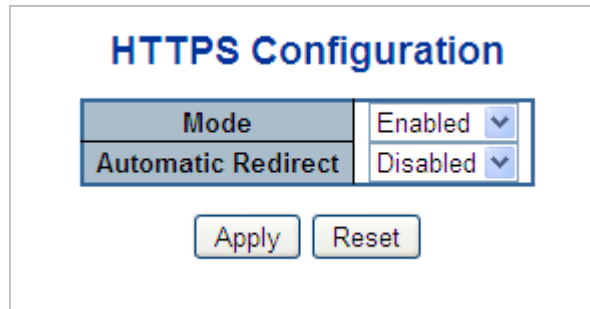 HTTPS Configuration
Mode Enabled
Automatic Redirect Disabled
Apply Reset